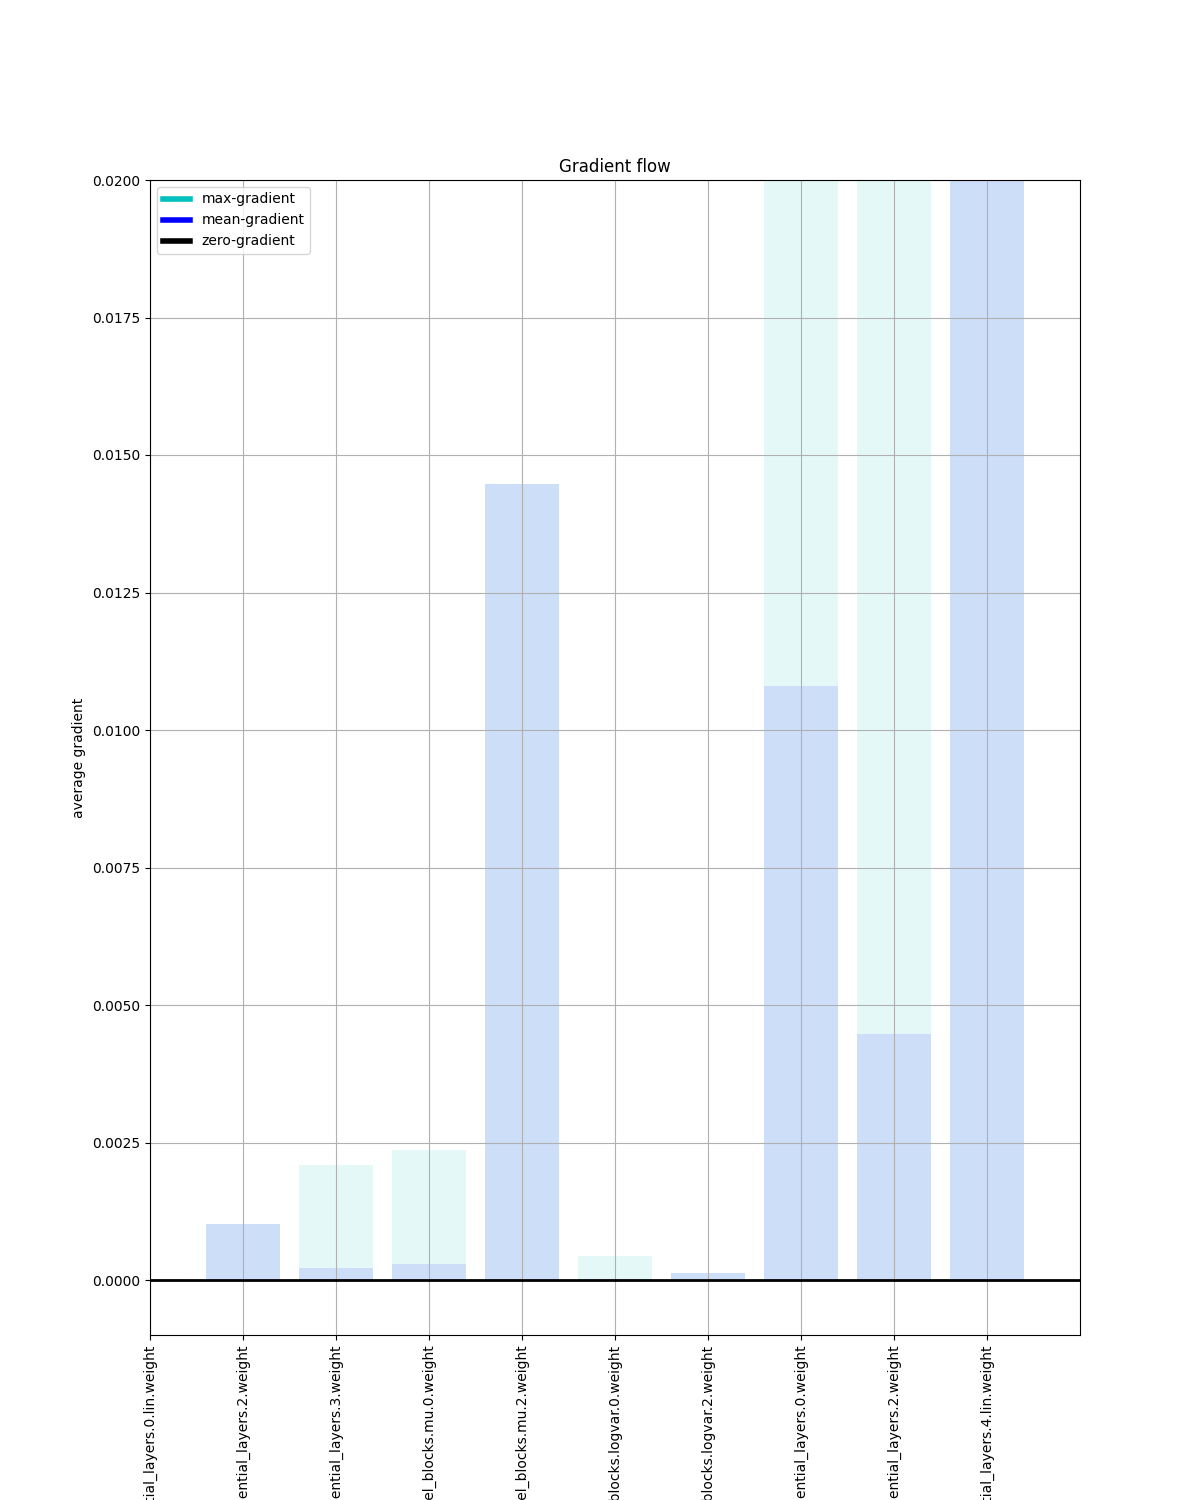 Gradient flow
max-gradient
mean-gradient
zero-gradient
0.0200
0.0175
0.0150
0.0125
0.0100
0.0075
0.0050
0.0025
0.0000
average gradient
tial_layers.0.lin.weight
ential_layers.2.weight
ential_layers.3.weight
el_blocks.mu.0.weight
el_blocks.mu.2.weight
blocks.logvar.0.weight
blocks.logvar.2.weight
ential_layers.0.weight
ential_layers.2.weight
tial_layers.4.lin.weight